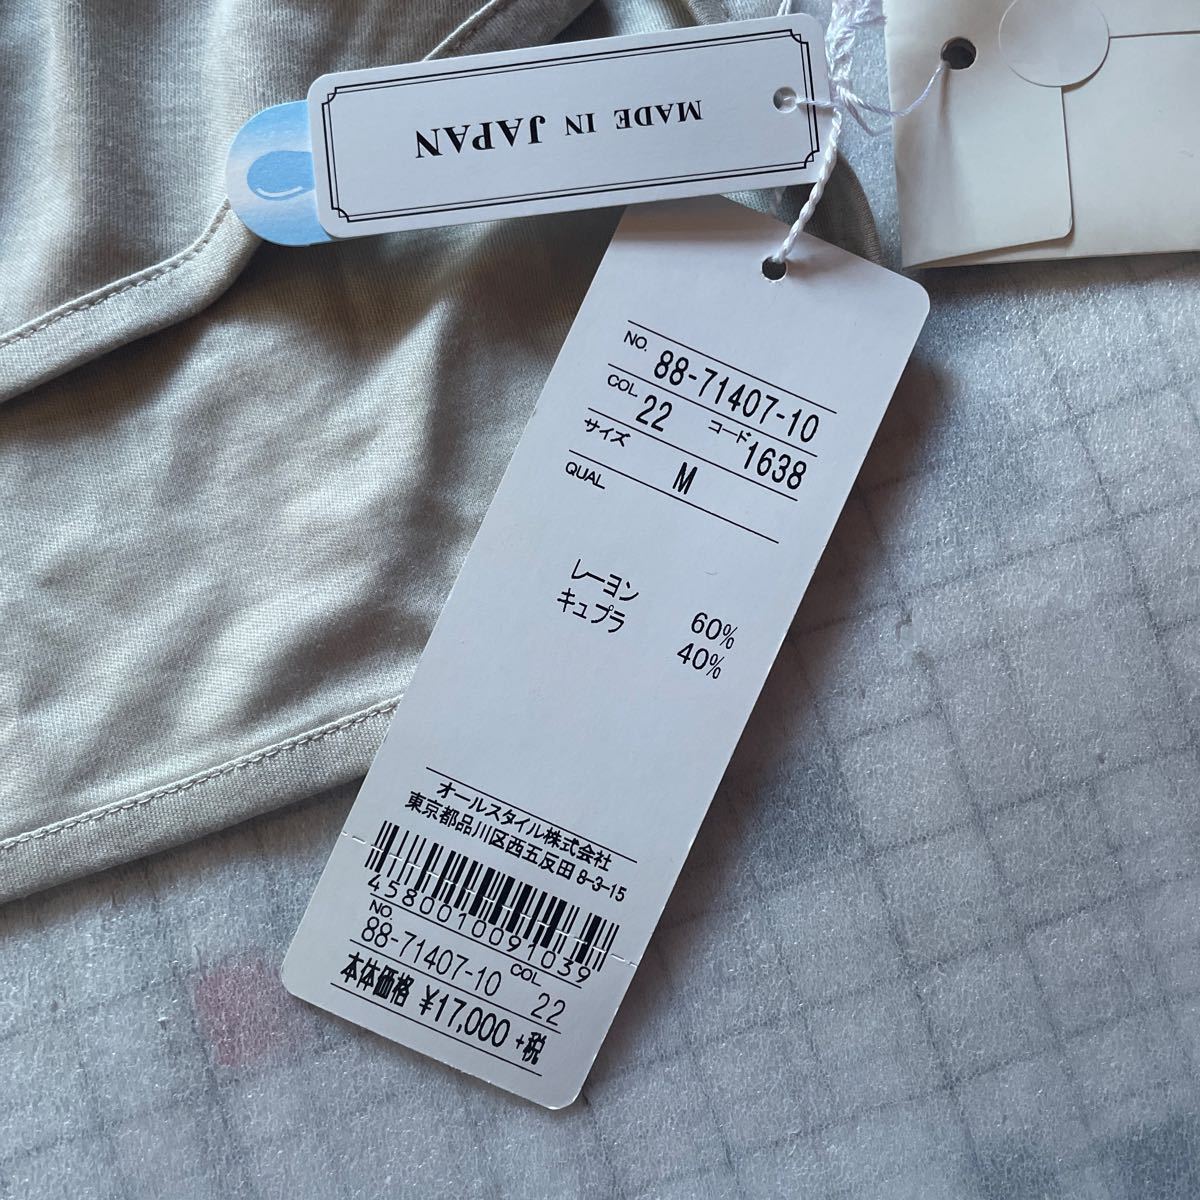 MADE IN JAPAN
NO. 88-71407-10
COL 22 コード 1638
サイズ M
QUAL
レーヨン 60%
キュプラ 40%
オールスタイル株式会社
東京都品川区西五反田 8-3-15
4580010091039
NO. 88-71407-10 COL 22
本体価格 ¥17,000 +税